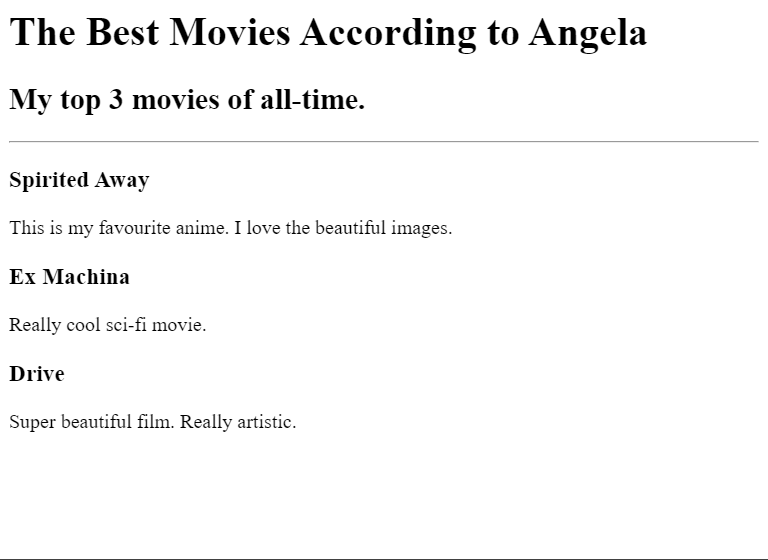 The Best Movies According to Angela
My top 3 movies of all-time.
Spirited Away
This is my favourite anime. I love the beautiful images.
Ex Machina
Really cool sci-fi movie.
Drive
Super beautiful film. Really artistic.